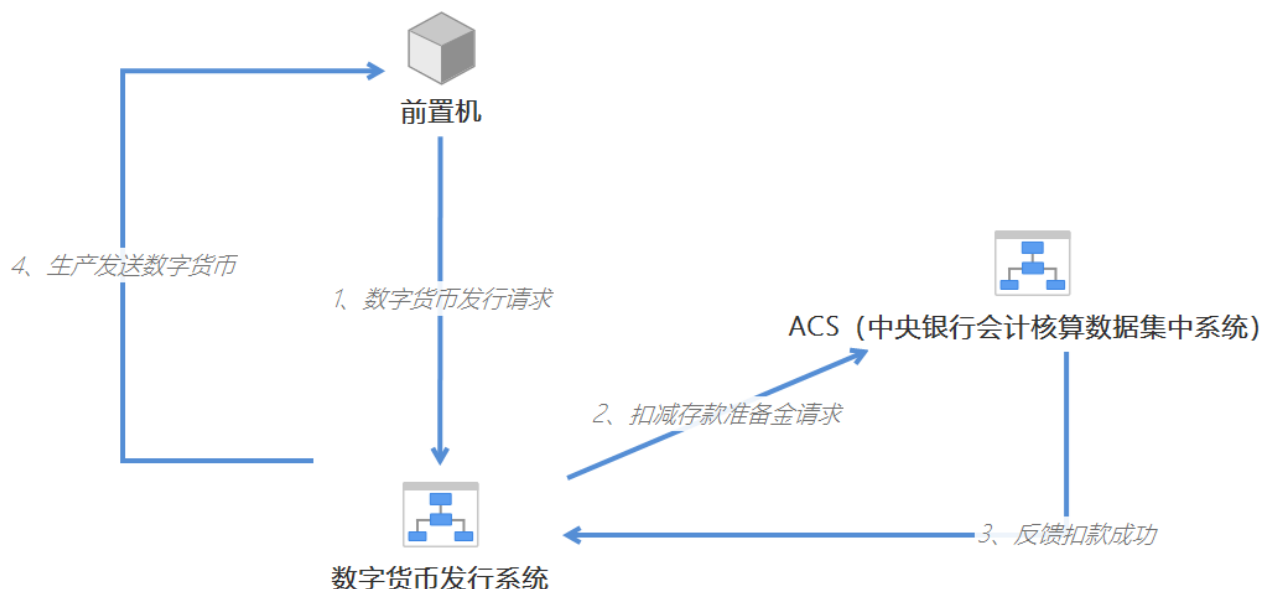 前置机
4、生产发送数字货币
1、数字货币发行请求
ACS（中央银行会计核算数据集中系统）
2、扣减存款准备金请求
3、反馈扣款成功
数字货币发行系统